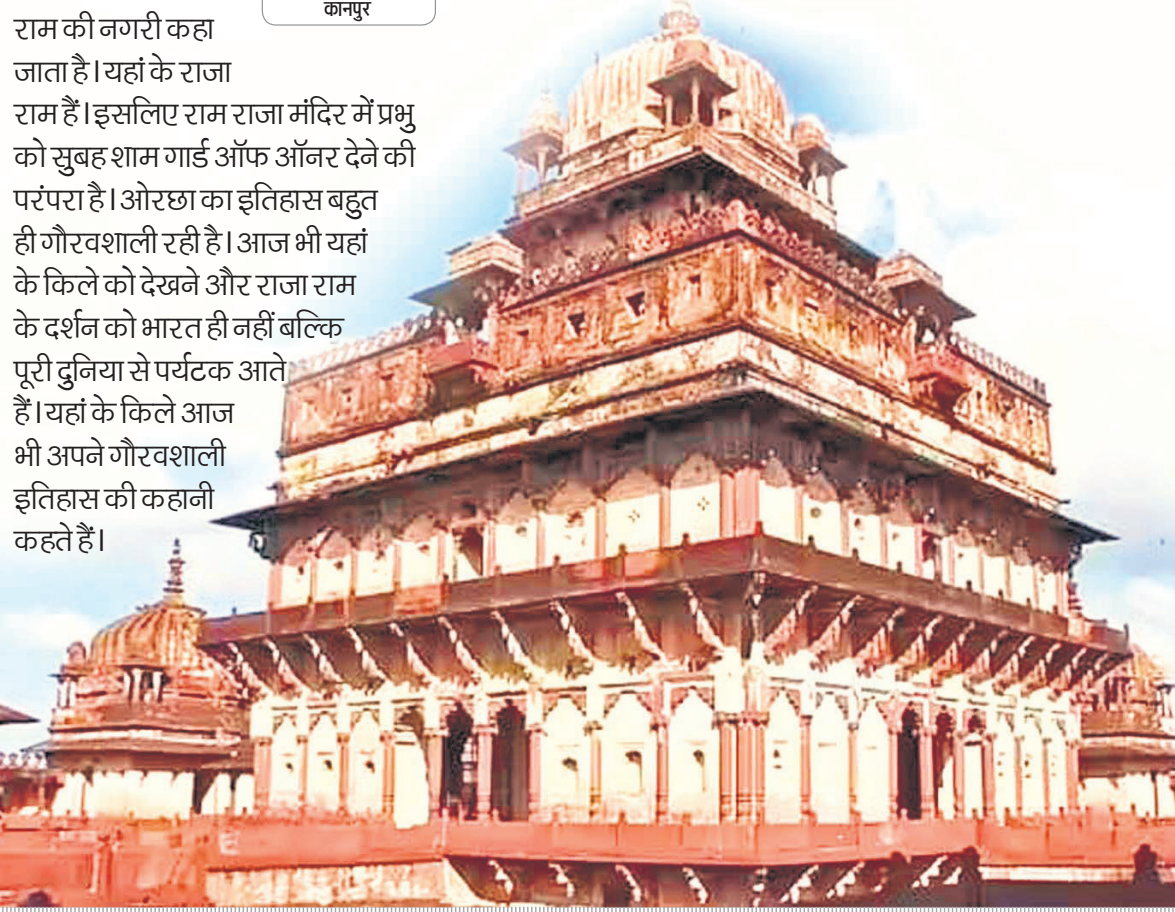 कानपुर
राम की नगरी कहा
जाता है। यहां के राजा
राम हैं। इसलिए राम राजा मंदिर में प्रभु
को सुबह शाम गार्ड ऑफ ऑनर देने की
परंपरा है। ओरछा का इतिहास बहुत
ही गौरवशाली रही है। आज भी यहां
के किले को देखने और राजा राम
के दर्शन को भारत ही नहीं बल्कि
पूरी दुनिया से पर्यटक आते
हैं। यहां के किले आज
भी अपने गौरवशाली
इतिहास की कहानी
कहते हैं।